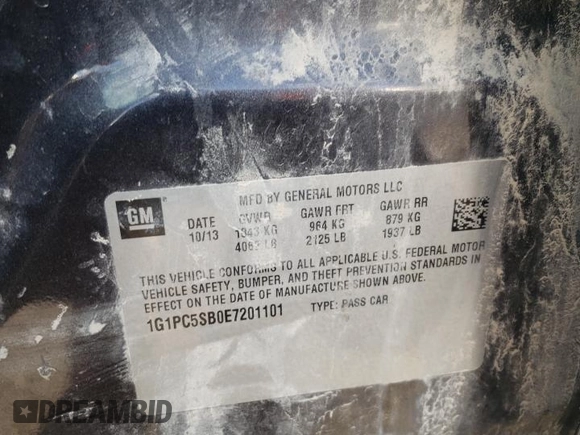 GM
MFD BY GENERAL MOTORS LLC
DATE GVWR GAWR FRT GAWR RR
10/13 1843 KG 964 KG 879 KG
4062 LB 2125 LB 1937 LB
THIS VEHICLE CONFORMS TO ALL APPLICABLE U.S. FEDERAL MOTOR
VEHICLE SAFETY, BUMPER, AND THEFT PREVENTION STANDARDS IN
EFFECT ON THE DATE OF MANUFACTURE SHOWN ABOVE.
1G1PC5SB0E7201101 TYPE: PASS CAR
DREAMBID